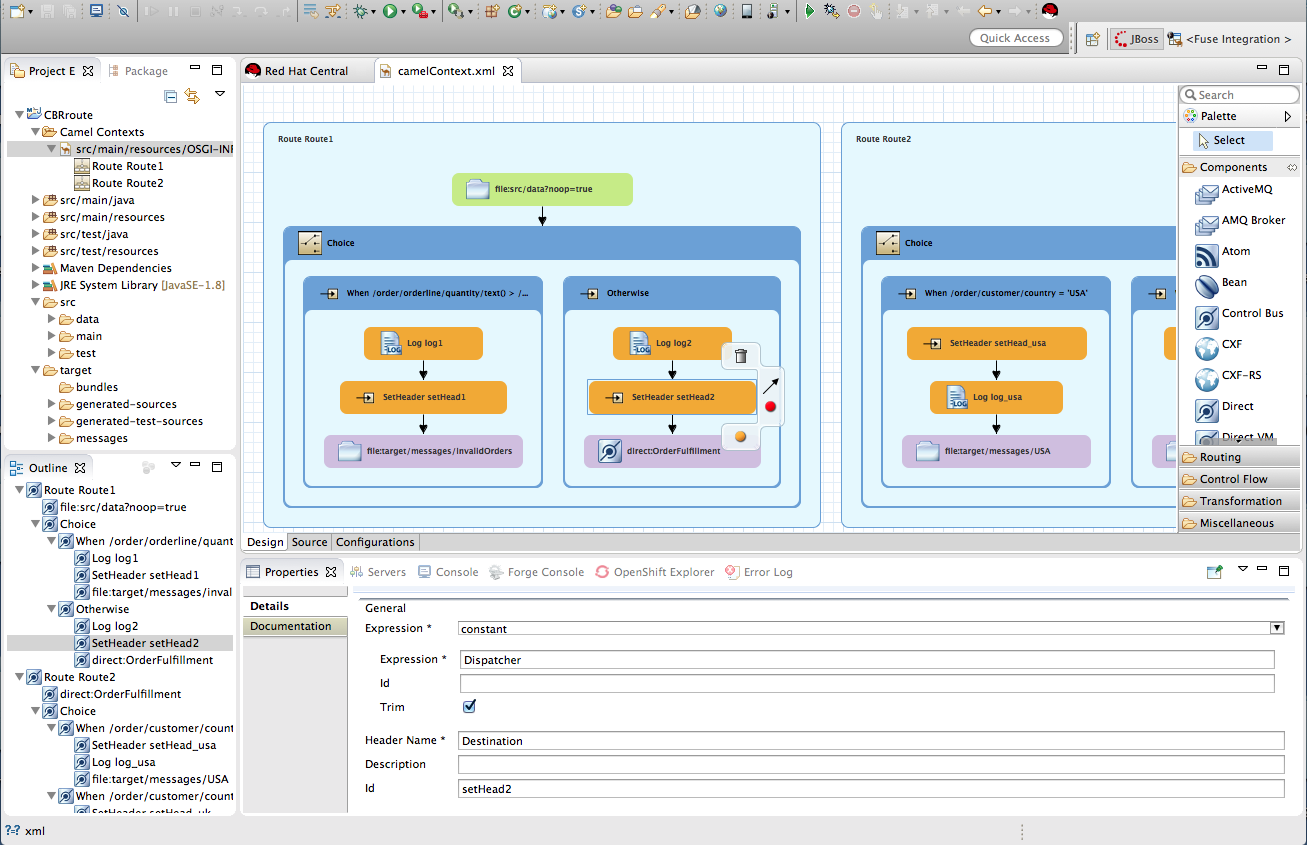 Quick Access
JBoss
<Fuse Integration >
Project E
Package
CBRroute
Camel Contexts
src/main/resources/OSGI-INF
Route Route1
Route Route2
src/main/java
src/main/resources
src/test/java
src/test/resources
Maven Dependencies
JRE System Library [JavaSE-1.8]
src
data
main
test
target
bundles
generated-sources
generated-test-sources
messages
Outline
Route Route1
file:src/data?noop=true
Choice
When /order/orderline/quant
Log log1
SetHeader setHead1
file:target/messages/inval
Otherwise
Log log2
SetHeader setHead2
direct:OrderFulfillment
Route Route2
direct:OrderFulfillment
Choice
When /order/customer/count
SetHeader setHead_usa
Log log_usa
file:target/messages/USA
When /order/customer/count
SetHeader setHead_uk
Red Hat Central
camelContext.xml
Route Route1
file:src/data?noop=true
Choice
When /order/orderline/quantity/text() > /...
Otherwise
LOG
Log log1
LOG
Log log2
SetHeader setHead1
SetHeader setHead2
file:target/messages/invalidOrders
direct:OrderFulfillment
Route Route2
Choice
When /order/customer/country = 'USA'
SetHeader setHead_usa
LOG
Log log_usa
file:target/messages/USA
Search
Palette
Select
Components
ActiveMQ
AMQ Broker
Atom
Bean
Control Bus
CXF
CXF-RS
Direct
Direct VM
Routing
Control Flow
Transformation
Miscellaneous
Design
Source
Configurations
Properties
Servers
Console
Forge Console
OpenShift Explorer
Error Log
Details
Documentation
General
Expression *
constant
Expression *
Dispatcher
Id
Trim
Header Name *
Destination
Description
Id
setHead2
xml